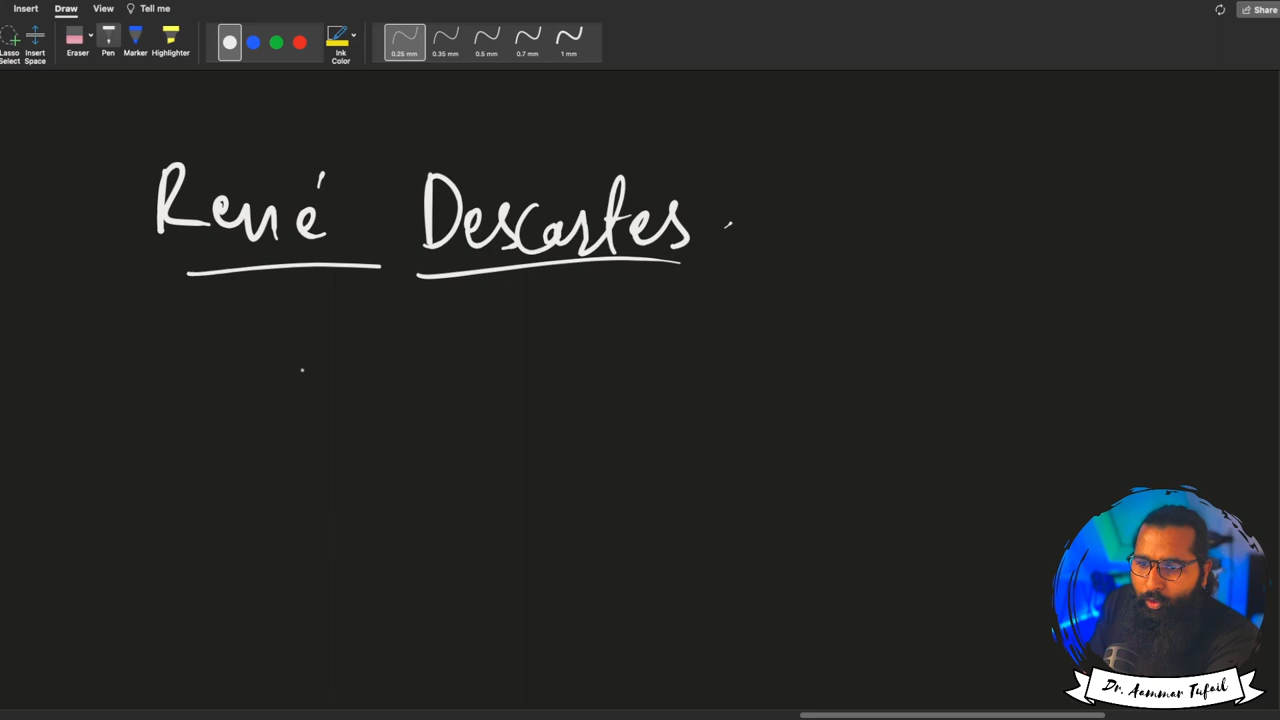 Insert Draw View Tell me Share
Lasso Select Insert Space Eraser Pen Marker Highlighter Ink Color 0.25 mm 0.35 mm 0.5 mm 0.7 mm 1 mm
René Descartes
Dr. Aammar Tufail